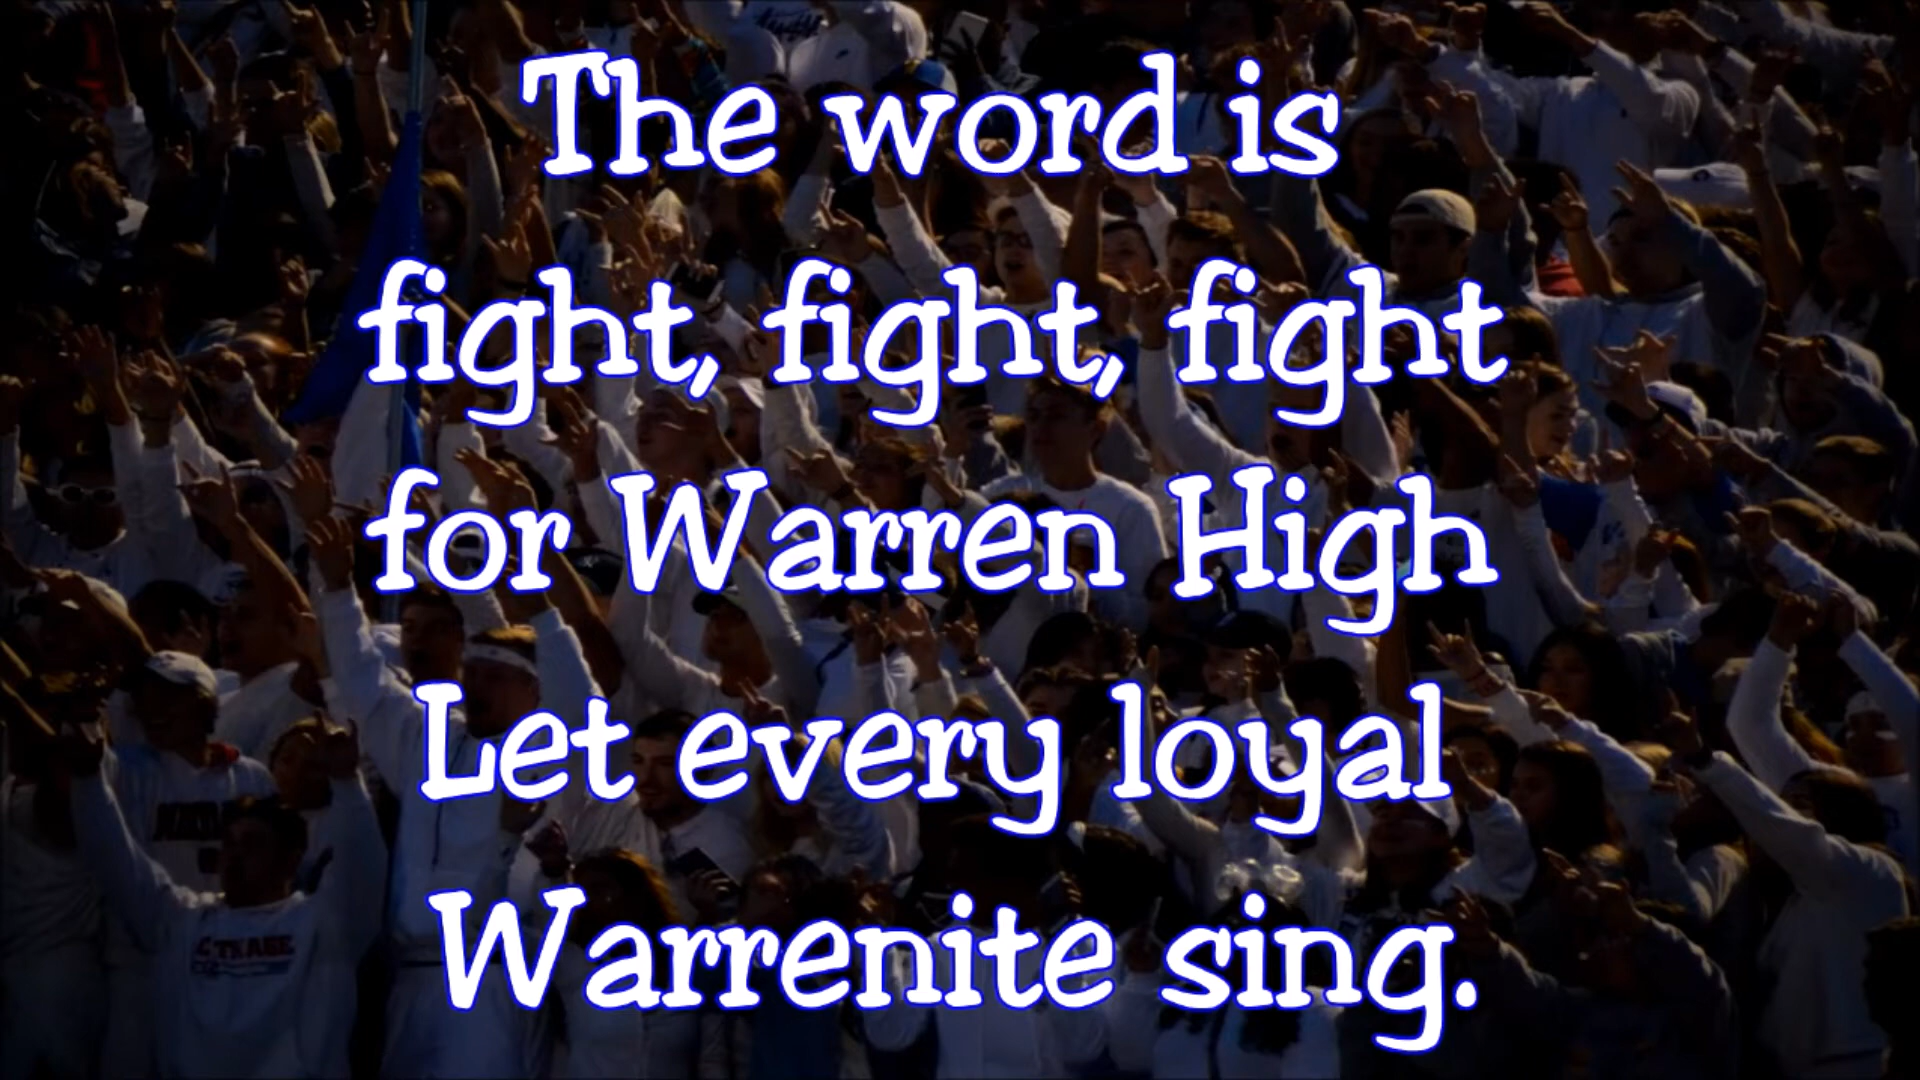 The word is
fight, fight, fight
for Warren High
Let every loyal
Warrenite sing.